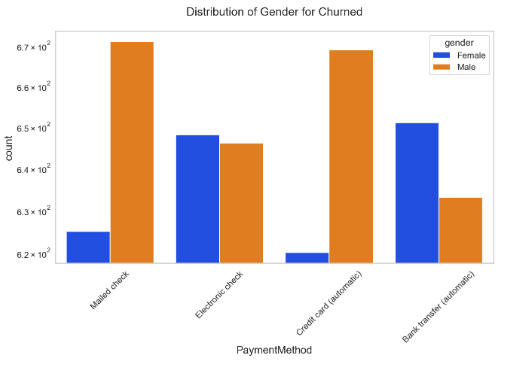 Distribution of Gender for Churned
gender
Female
Male
6.7 × 10²
6.6 × 10²
6.5 × 10²
6.4 × 10²
6.3 × 10²
6.2 × 10²
count
Mailed check
Electronic check
Credit card (automatic)
Bank transfer (automatic)
PaymentMethod